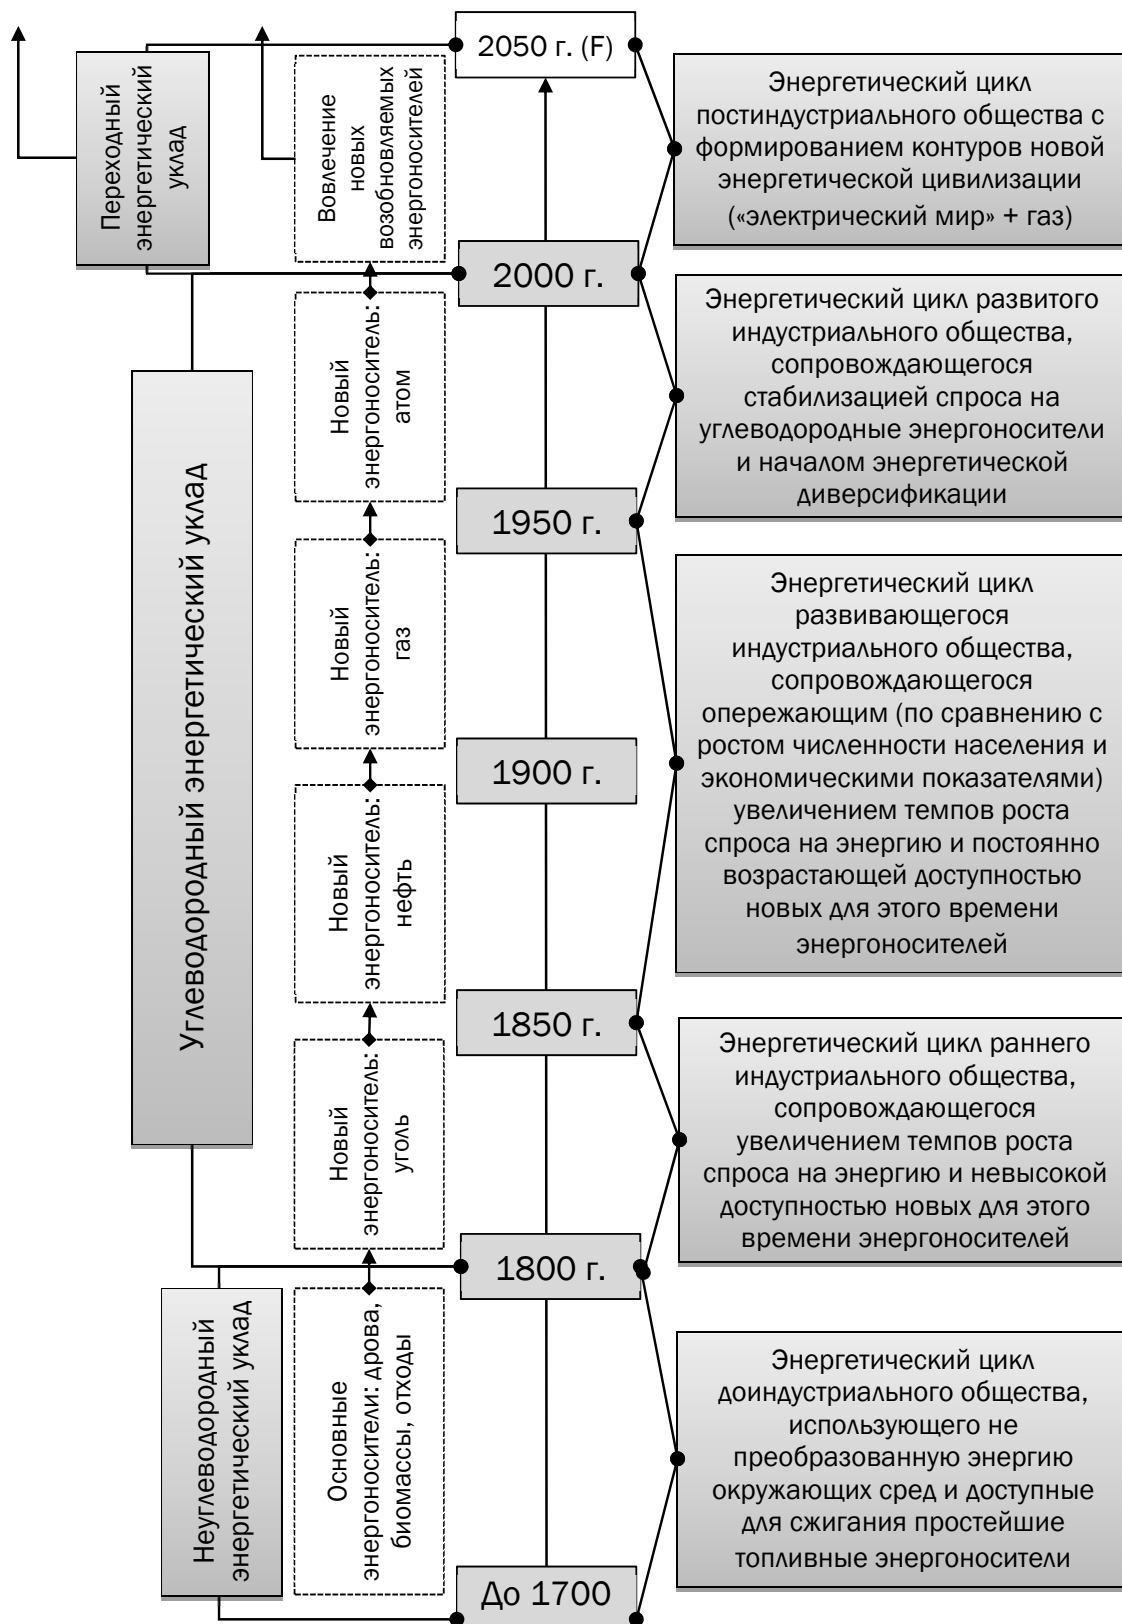 Переходный
энергетический
уклад
Углеводородный энергетический уклад
Неуглеводородный
энергетический уклад
Вовлечение
новых
возобновляемых
энергоносителей
Новый
энергоноситель:
атом
Новый
энергоноситель:
газ
Новый
энергоноситель:
нефть
Новый
энергоноситель:
уголь
Основные
энергоносители: дрова,
биомассы, отходы
2050 г. (F)
2000 г.
1950 г.
1900 г.
1850 г.
1800 г.
До 1700
Энергетический цикл
постиндустриального общества с
формированием контуров новой
энергетической цивилизации
(«электрический мир» + газ)
Энергетический цикл развитого
индустриального общества,
сопровождающегося
стабилизацией спроса на
углеводородные энергоносители
и началом энергетической
диверсификации
Энергетический цикл
развивающегося
индустриального общества,
сопровождающегося
опережающим (по сравнению с
ростом численности населения и
экономическими показателями)
увеличением темпов роста
спроса на энергию и постоянно
возрастающей доступностью
новых для этого времени
энергоносителей
Энергетический цикл раннего
индустриального общества,
сопровождающегося
увеличением темпов роста
спроса на энергию и невысокой
доступностью новых для этого
времени энергоносителей
Энергетический цикл
доиндустриального общества,
использующего не
преобразованную энергию
окружающих сред и доступные
для сжигания простейшие
топливные энергоносители